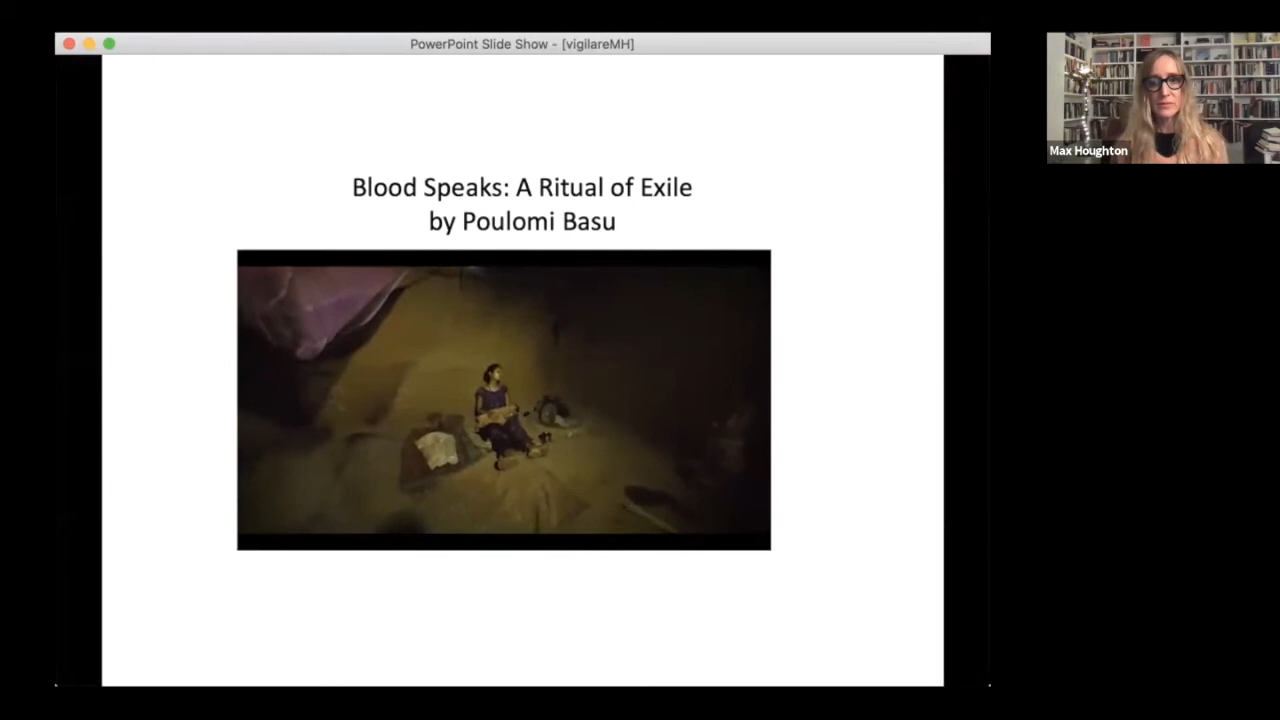 PowerPoint Slide Show - [vigilareMH]
Blood Speaks: A Ritual of Exile
by Poulomi Basu
Max Houghton